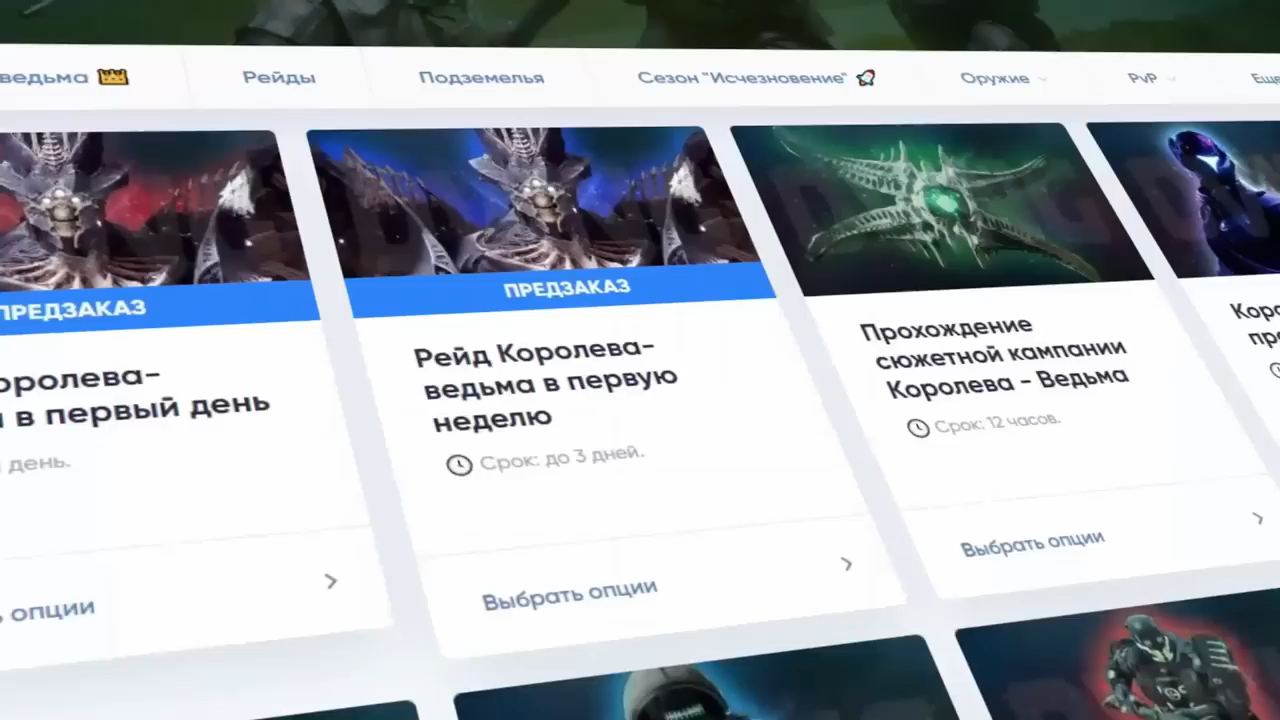 ведьма
Рейды
Подземелья
Сезон "Исчезновение"
Оружие
PvP
Еще
ПРЕДЗАКАЗ
оролева-
в первый день
день.
опции
ПРЕДЗАКАЗ
Рейд Королева-
ведьма в первую
неделю
Срок: до 3 дней.
Выбрать опции
Прохождение
сюжетной кампании
Королева - Ведьма
Срок: 12 часов.
Выбрать опции